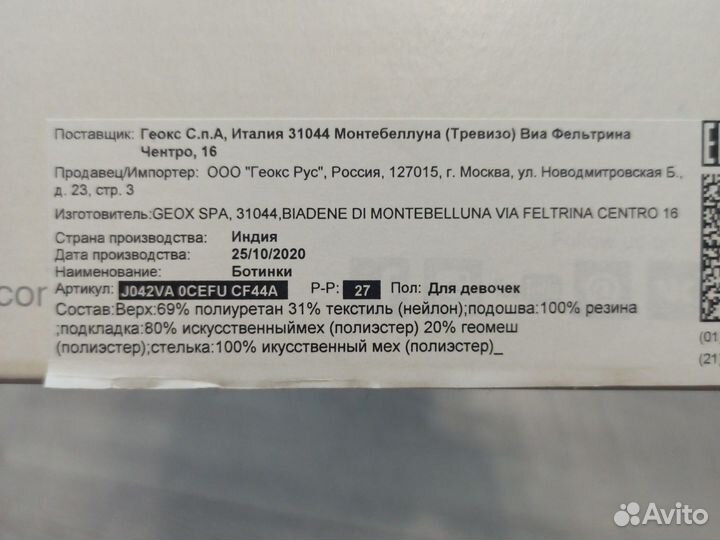 Поставщик: Геокс С.п.А, Италия 31044 Монтебеллуна (Тревизо) Виа Фельтрина
Чентро, 16
Продавец/Импортер: ООО "Геокс Рус", Россия, 127015, г. Москва, ул. Новодмитровская Б.,
д. 23, стр. 3
Изготовитель:GEOX SPA, 31044,BIADENE DI MONTEBELLUNA VIA FELTRINA CENTRO 16
Страна производства: Индия
Дата производства: 25/10/2020
Наименование: Ботинки
Артикул: J042VA 0CEFU CF44A Р-Р: 27 Пол: Для девочек
Состав:Верх:69% полиуретан 31% текстиль (нейлон);подошва:100% резина
;подкладка:80% искусственныймех (полиэстер) 20% геомеш
(полиэстер);стелька:100% икусственный мех (полиэстер)_
cor
(01
(21)
Avito